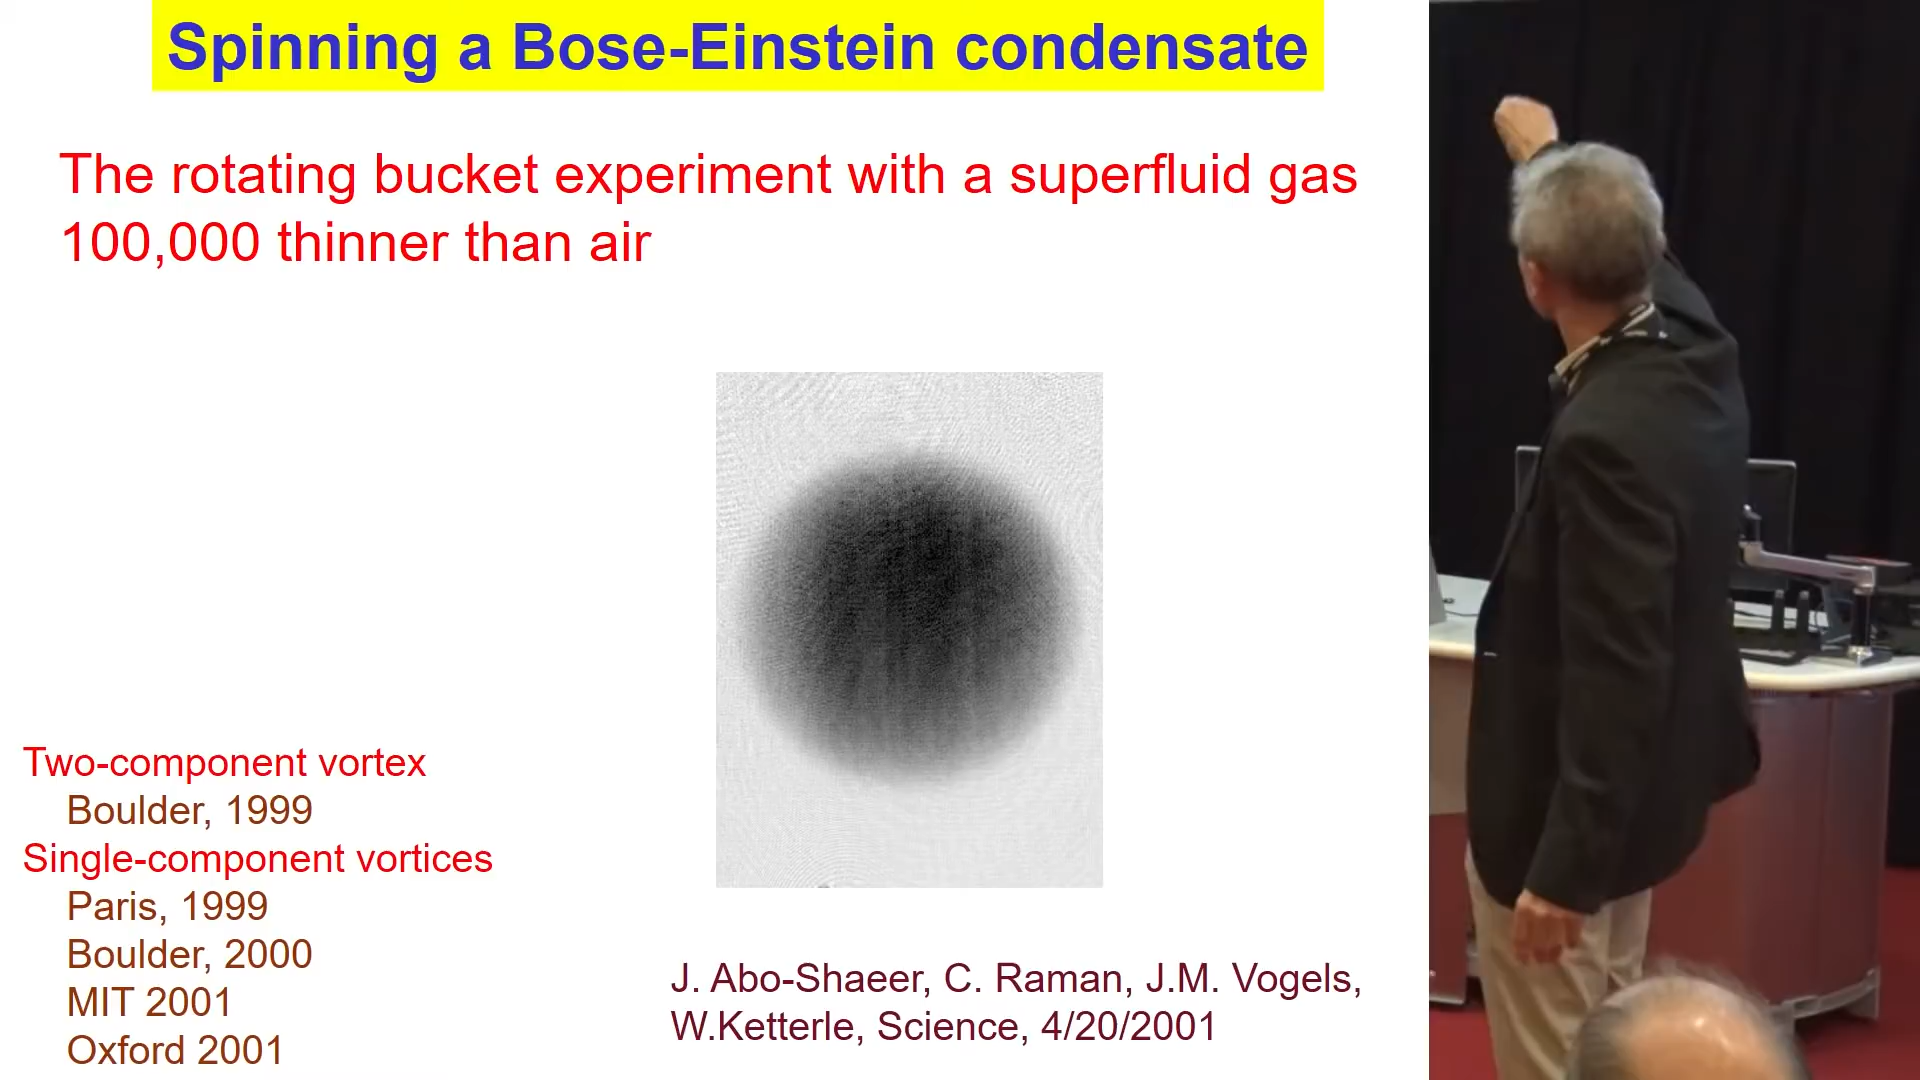 Spinning a Bose-Einstein condensate
The rotating bucket experiment with a superfluid gas
100,000 thinner than air
Two-component vortex
Boulder, 1999
Single-component vortices
Paris, 1999
Boulder, 2000
MIT 2001
Oxford 2001
J. Abo-Shaeer, C. Raman, J.M. Vogels,
W.Ketterle, Science, 4/20/2001